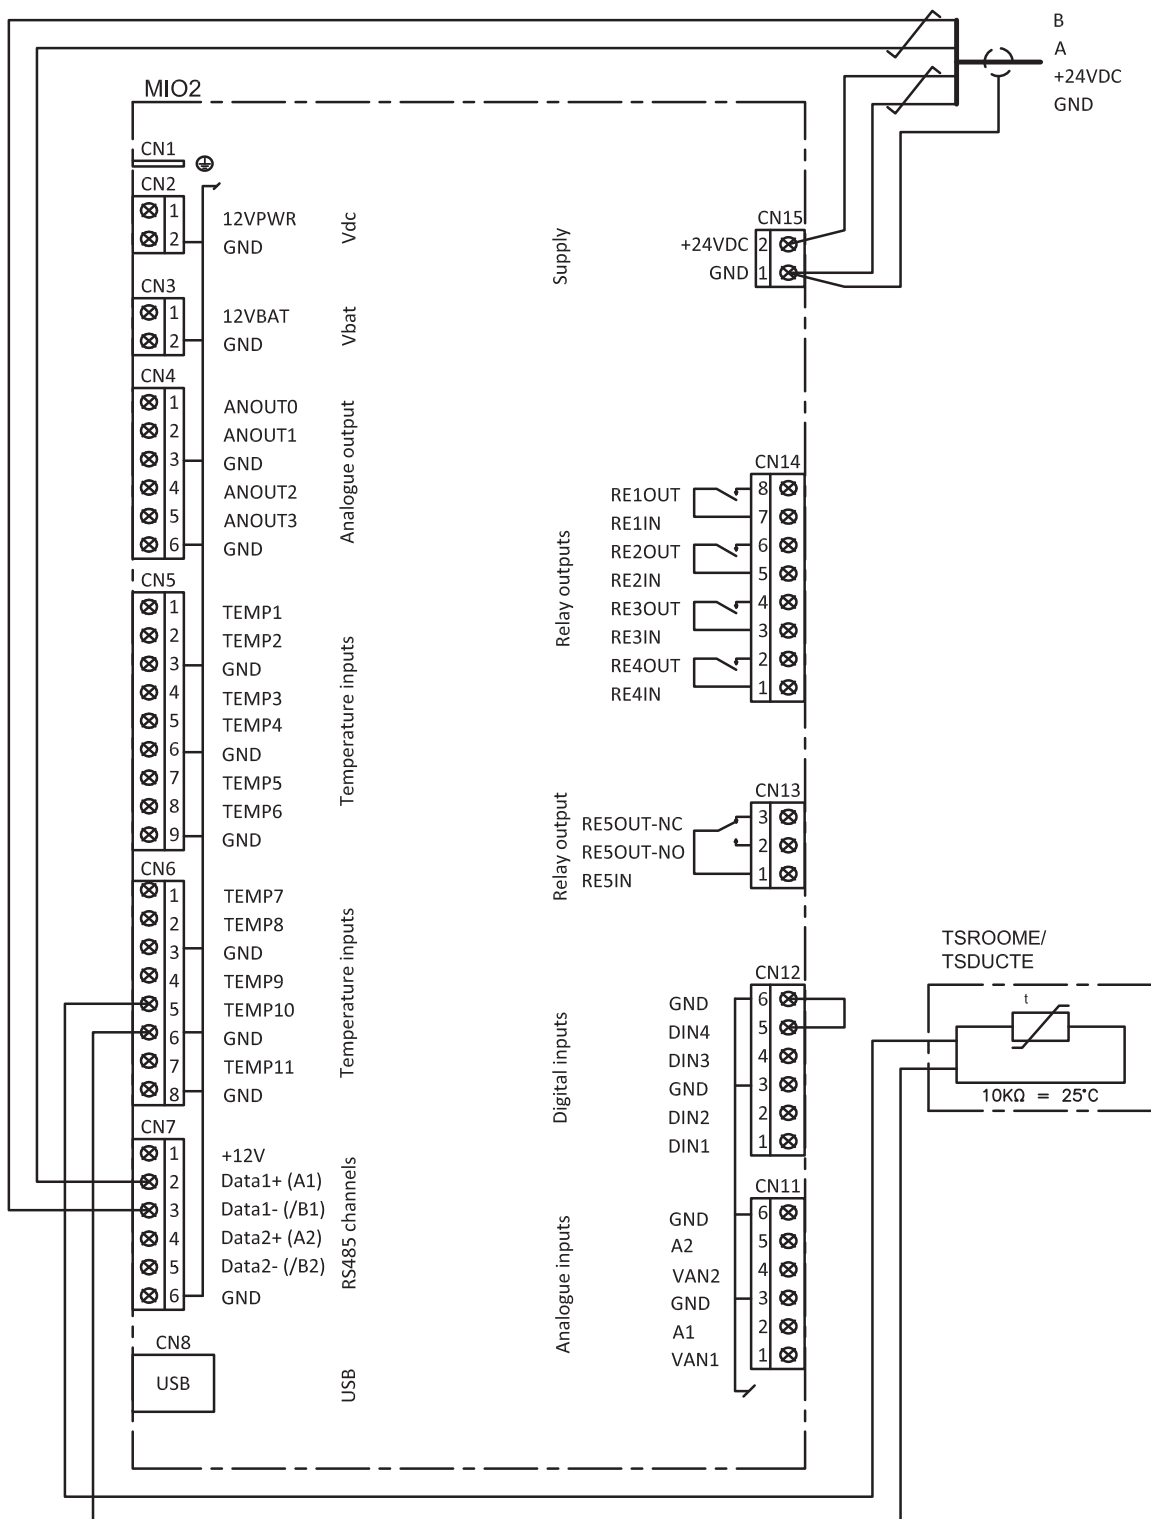 B
A
+24VDC
GND
MIO2
CN1
CN2
1 12VPWR
2 GND
Vdc
CN3
1 12VBAT
2 GND
Vbat
CN4
1 ANOUT0
2 ANOUT1
3 GND
4 ANOUT2
5 ANOUT3
6 GND
Analogue output
CN5
1 TEMP1
2 TEMP2
3 GND
4 TEMP3
5 TEMP4
6 GND
7 TEMP5
8 TEMP6
9 GND
Temperature inputs
CN6
1 TEMP7
2 TEMP8
3 GND
4 TEMP9
5 TEMP10
6 GND
7 TEMP11
8 GND
Temperature inputs
CN7
1 +12V
2 Data1+ (A1)
3 Data1- (/B1)
4 Data2+ (A2)
5 Data2- (/B2)
6 GND
RS485 channels
CN8
USB
USB
Supply
CN15
+24VDC 2
GND 1
Relay outputs
CN14
RE1OUT 8
RE1IN 7
RE2OUT 6
RE2IN 5
RE3OUT 4
RE3IN 3
RE4OUT 2
RE4IN 1
Relay output
CN13
RE5OUT-NC 3
RE5OUT-NO 2
RE5IN 1
Digital inputs
CN12
GND 6
DIN4 5
DIN3 4
GND 3
DIN2 2
DIN1 1
Analogue inputs
CN11
GND 6
A2 5
VAN2 4
GND 3
A1 2
VAN1 1
TSROOME/
TSDUCTE
t
10KΩ = 25°C